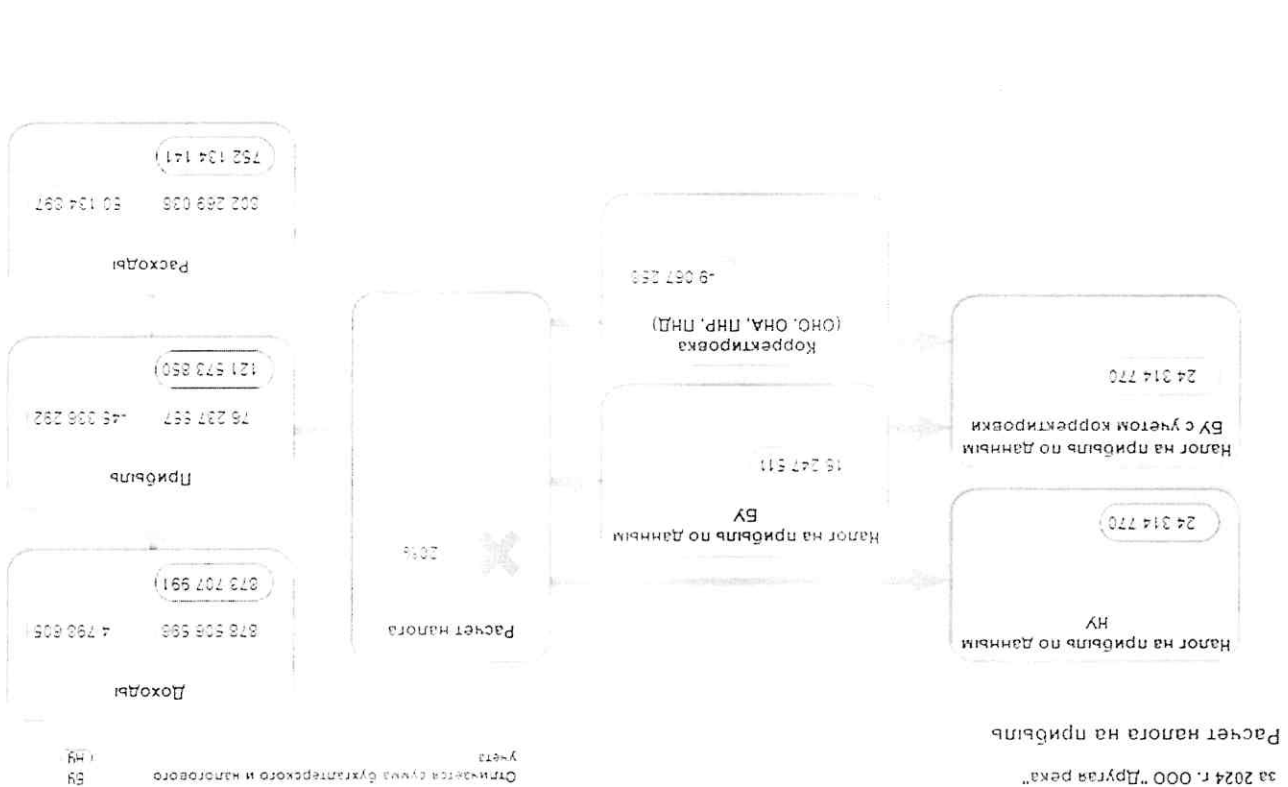 за 2024 г. ООО "Другая река"
Расчет налога на прибыль
Отличается сумма бухгалтерского и налогового
учета
БУ
НУ
Налог на прибыль по данным
НУ
24 314 770
Налог на прибыль по данным
БУ с учетом корректировки
24 314 770
Налог на прибыль по данным
БУ
15 247 511
Корректировка
(ОНО, ОНА, ПНР, ПНД)
-9 067 258
Расчет налога
20%
Доходы
878 506 596 4 798 605
873 707 991
Прибыль
76 237 557 -45 336 292
121 573 850
Расходы
802 269 038 50 134 897
752 134 141